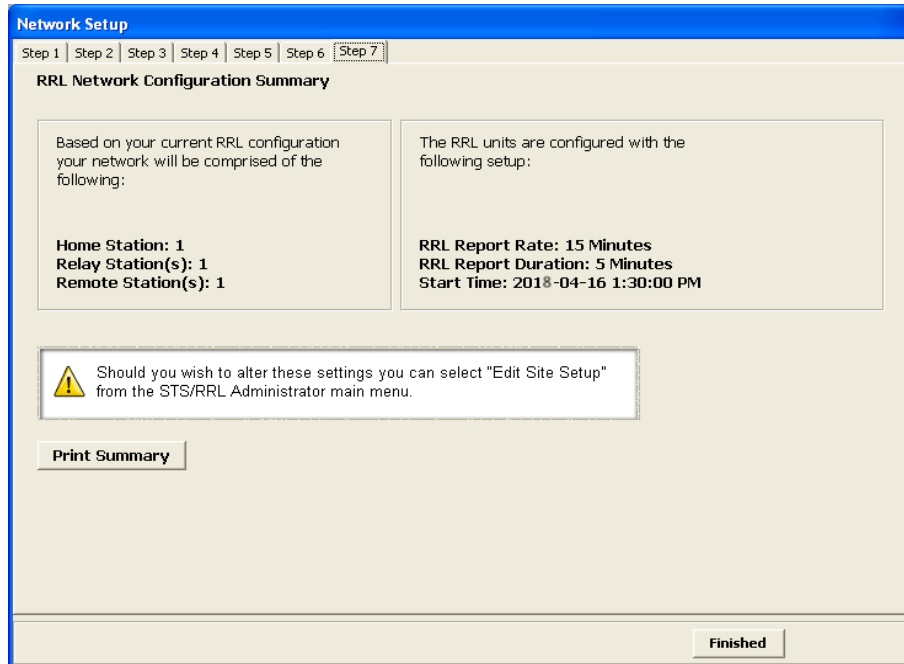 Network Setup
Step 1 Step 2 Step 3 Step 4 Step 5 Step 6 Step 7
RRL Network Configuration Summary
Based on your current RRL configuration
your network will be comprised of the
following:
Home Station: 1
Relay Station(s): 1
Remote Station(s): 1
The RRL units are configured with the
following setup:
RRL Report Rate: 15 Minutes
RRL Report Duration: 5 Minutes
Start Time: 2018-04-16 1:30:00 PM
Should you wish to alter these settings you can select "Edit Site Setup"
from the STS/RRL Administrator main menu.
Print Summary
Finished